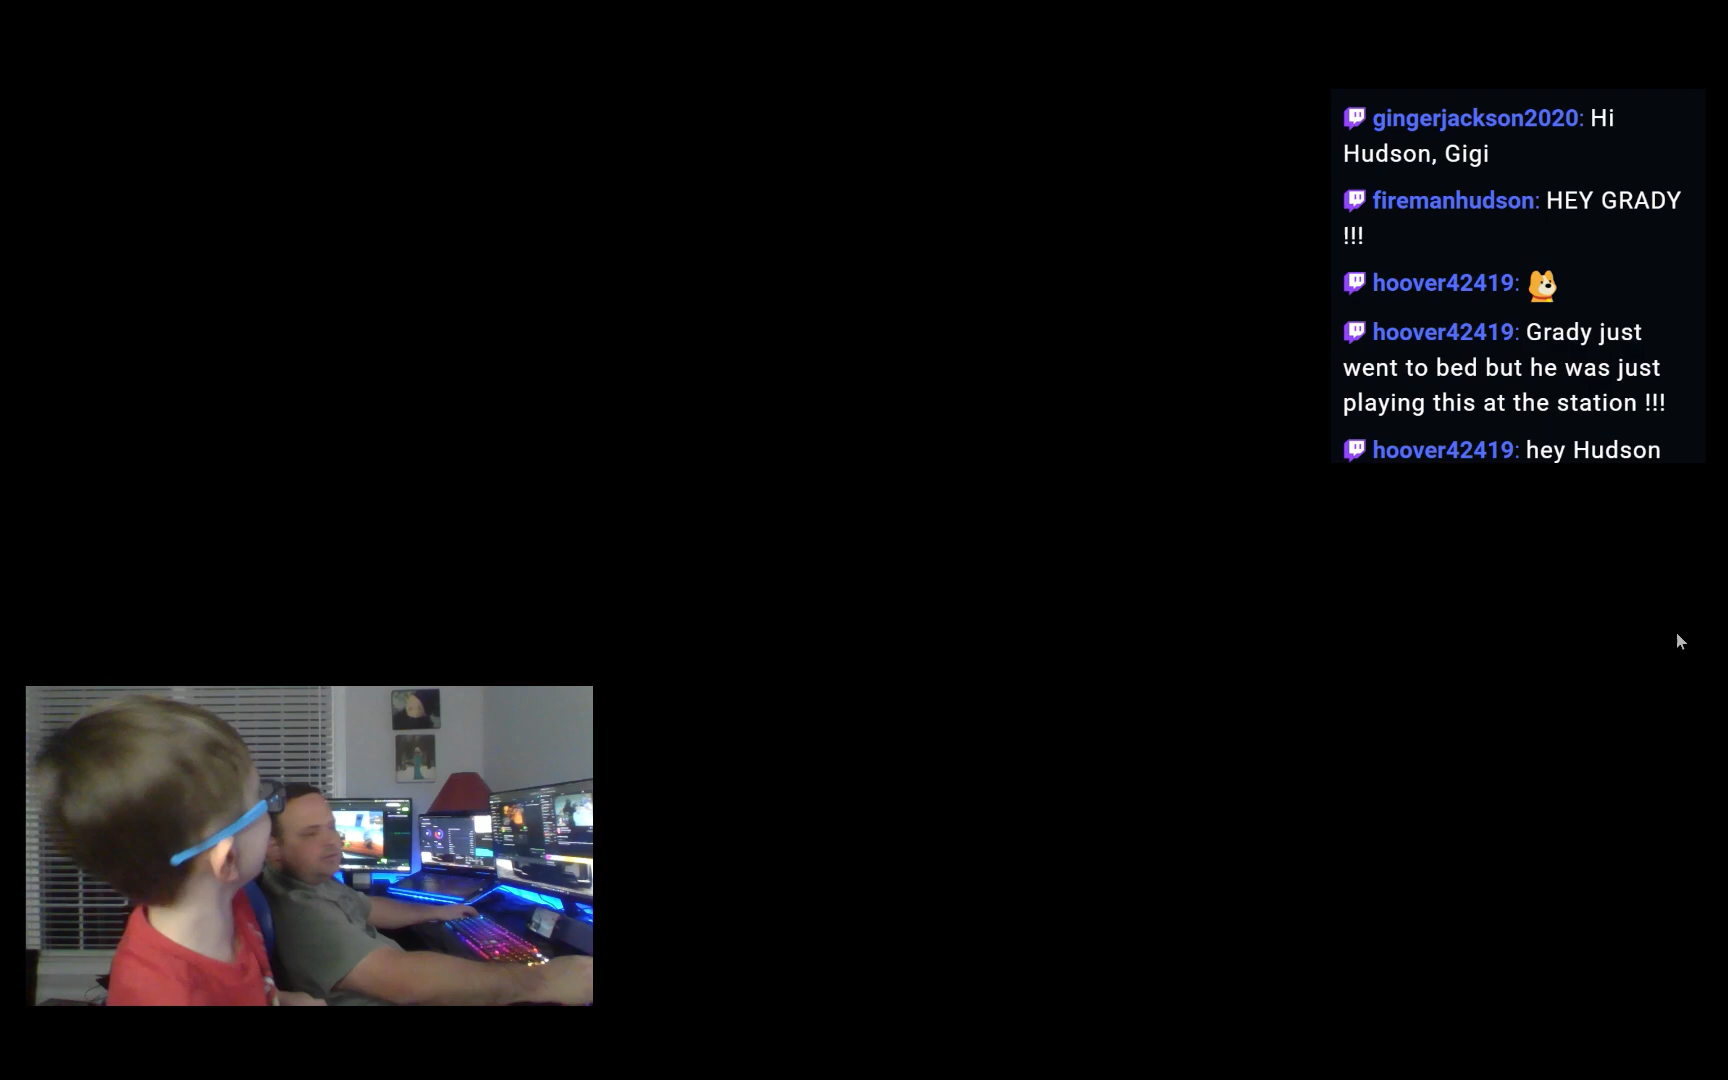 gingerjackson2020: Hi
Hudson, Gigi
firemanhudson: HEY GRADY
!!!
hoover42419:
hoover42419: Grady just
went to bed but he was just
playing this at the station !!!
hoover42419: hey Hudson